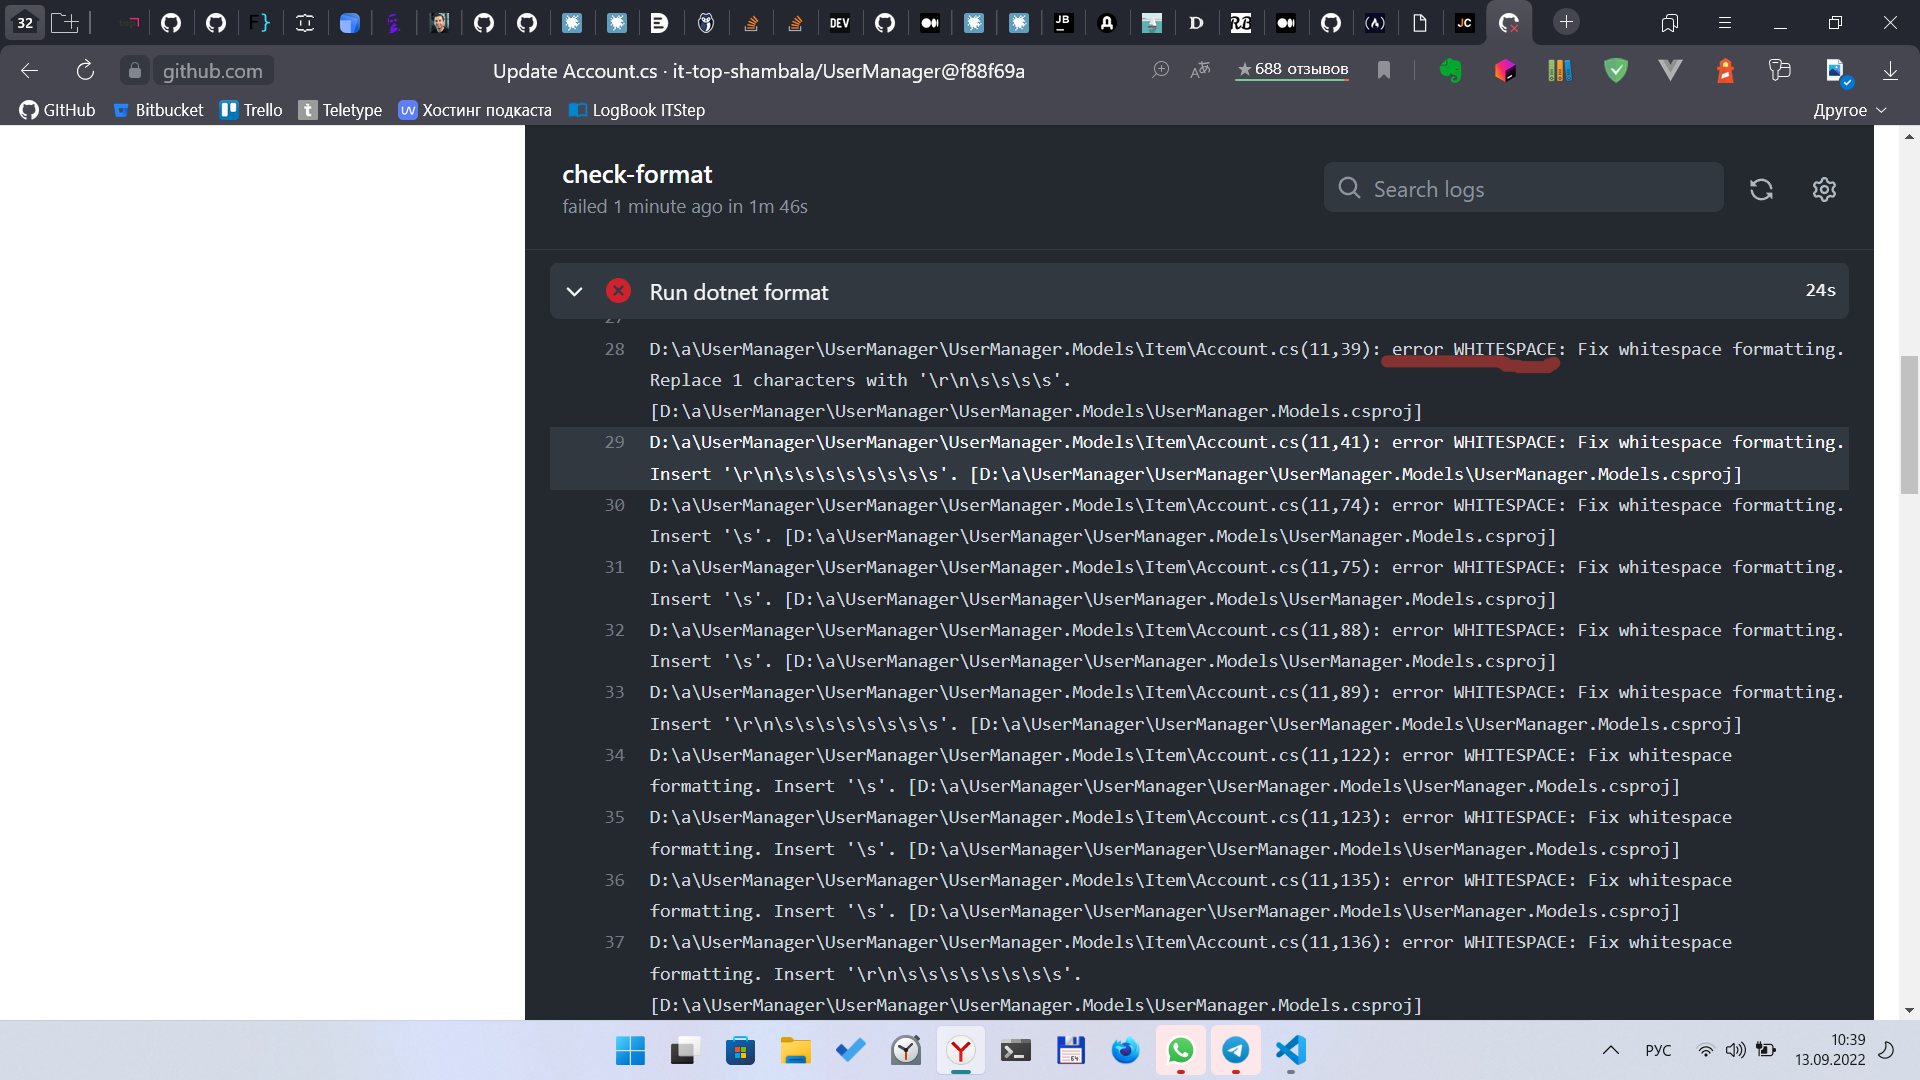 32
DEV
JB
JC
github.com
Update Account.cs · it-top-shambala/UserManager@f88f69a
★688 отзывов
GItHub
Bitbucket
Trello
Teletype
Хостинг подкаста
LogBook ITStep
Другое
check-format
failed 1 minute ago in 1m 46s
Search logs
Run dotnet format
24s
27
28 D:\a\UserManager\UserManager\UserManager.Models\Item\Account.cs(11,39): error WHITESPACE: Fix whitespace formatting.
Replace 1 characters with '\r\n\s\s\s\s'.
[D:\a\UserManager\UserManager\UserManager.Models\UserManager.Models.csproj]
29 D:\a\UserManager\UserManager\UserManager.Models\Item\Account.cs(11,41): error WHITESPACE: Fix whitespace formatting.
Insert '\r\n\s\s\s\s\s\s\s\s'. [D:\a\UserManager\UserManager\UserManager.Models\UserManager.Models.csproj]
30 D:\a\UserManager\UserManager\UserManager.Models\Item\Account.cs(11,74): error WHITESPACE: Fix whitespace formatting.
Insert '\s'. [D:\a\UserManager\UserManager\UserManager.Models\UserManager.Models.csproj]
31 D:\a\UserManager\UserManager\UserManager.Models\Item\Account.cs(11,75): error WHITESPACE: Fix whitespace formatting.
Insert '\s'. [D:\a\UserManager\UserManager\UserManager.Models\UserManager.Models.csproj]
32 D:\a\UserManager\UserManager\UserManager.Models\Item\Account.cs(11,88): error WHITESPACE: Fix whitespace formatting.
Insert '\s'. [D:\a\UserManager\UserManager\UserManager.Models\UserManager.Models.csproj]
33 D:\a\UserManager\UserManager\UserManager.Models\Item\Account.cs(11,89): error WHITESPACE: Fix whitespace formatting.
Insert '\r\n\s\s\s\s\s\s\s\s'. [D:\a\UserManager\UserManager\UserManager.Models\UserManager.Models.csproj]
34 D:\a\UserManager\UserManager\UserManager.Models\Item\Account.cs(11,122): error WHITESPACE: Fix whitespace
formatting. Insert '\s'. [D:\a\UserManager\UserManager\UserManager.Models\UserManager.Models.csproj]
35 D:\a\UserManager\UserManager\UserManager.Models\Item\Account.cs(11,123): error WHITESPACE: Fix whitespace
formatting. Insert '\s'. [D:\a\UserManager\UserManager\UserManager.Models\UserManager.Models.csproj]
36 D:\a\UserManager\UserManager\UserManager.Models\Item\Account.cs(11,135): error WHITESPACE: Fix whitespace
formatting. Insert '\s'. [D:\a\UserManager\UserManager\UserManager.Models\UserManager.Models.csproj]
37 D:\a\UserManager\UserManager\UserManager.Models\Item\Account.cs(11,136): error WHITESPACE: Fix whitespace
formatting. Insert '\r\n\s\s\s\s\s\s\s\s'.
[D:\a\UserManager\UserManager\UserManager.Models\UserManager.Models.csproj]
РУС
10:39
13.09.2022